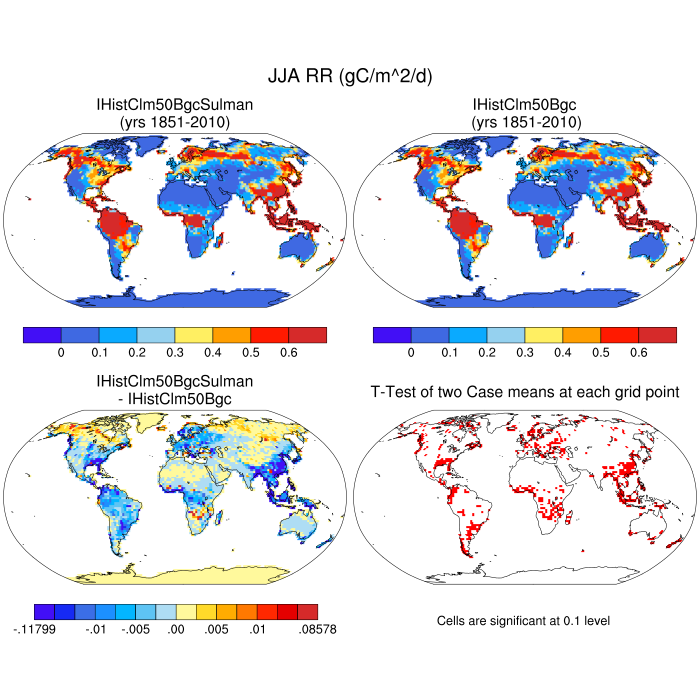 JJA RR (gC/m^2/d)
IHistClm50BgcSulman
(yrs 1851-2010)
IHistClm50Bgc
(yrs 1851-2010)
0 0.1 0.2 0.3 0.4 0.5 0.6
0 0.1 0.2 0.3 0.4 0.5 0.6
IHistClm50BgcSulman
- IHistClm50Bgc
T-Test of two Case means at each grid point
-.11799 -.01 -.005 .00 .005 .01 .08578
Cells are significant at 0.1 level